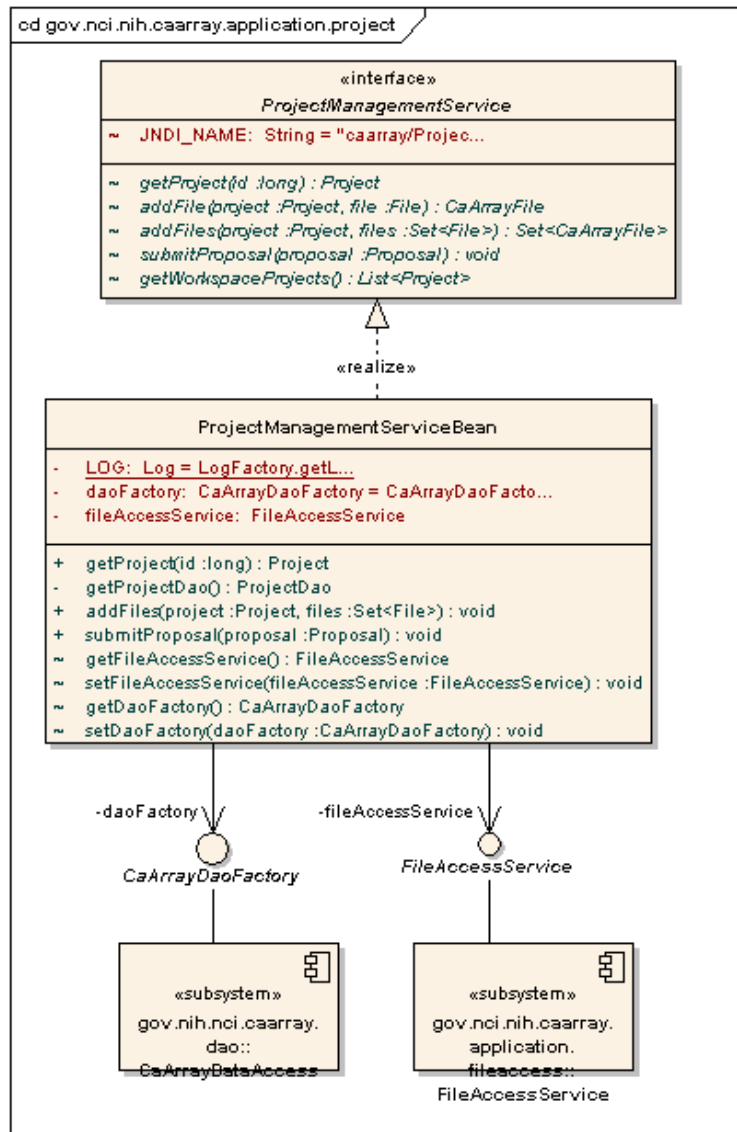 cd gov.nci.nih.caarray.application.project
«interface»
ProjectManagementService
~ JNDI_NAME: String = "caarray/Projec...
~ getProject(id :long) : Project
~ addFile(project :Project, file :File) : CaArrayFile
~ addFiles(project :Project, files :Set<File>) : Set<CaArrayFile>
~ submitProposal(proposal :Proposal) : void
~ getWorkspaceProjects() : List<Project>
«realize»
ProjectManagementServiceBean
- LOG: Log = LogFactory.getL...
- daoFactory: CaArrayDaoFactory = CaArrayDaoFacto...
- fileAccessService: FileAccessService
+ getProject(id :long) : Project
- getProjectDao() : ProjectDao
+ addFiles(project :Project, files :Set<File>) : void
+ submitProposal(proposal :Proposal) : void
~ getFileAccessService() : FileAccessService
~ setFileAccessService(fileAccessService :FileAccessService) : void
~ getDaoFactory() : CaArrayDaoFactory
~ setDaoFactory(daoFactory :CaArrayDaoFactory) : void
-daoFactory
-fileAccessService
CaArrayDaoFactory
FileAccessService
«subsystem»
gov.nih.nci.caarray.
dao::
CaArrayDataAccess
«subsystem»
gov.nci.nih.caarray.
application.
fileaccess::
FileAccessService